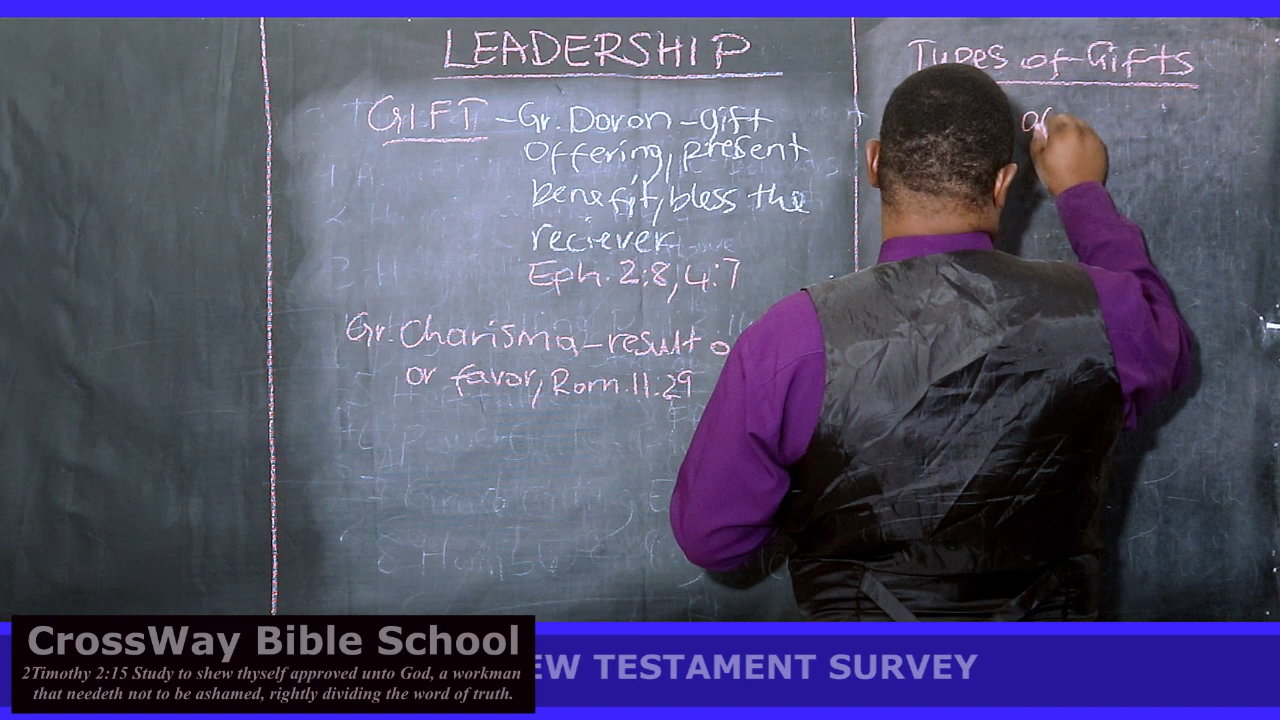 LEADERSHIP
GIFT - Gr. Doron - gift
Offering, present
benefit, bless the
reciever
Eph. 2:8, 4:7
Gr. Charisma - result
or favor, Rom. 11.29
Types of Gifts
CrossWay Bible School
2Timothy 2:15 Study to shew thyself approved unto God, a workman
that needeth not to be ashamed, rightly dividing the word of truth.
EW TESTAMENT SURVEY